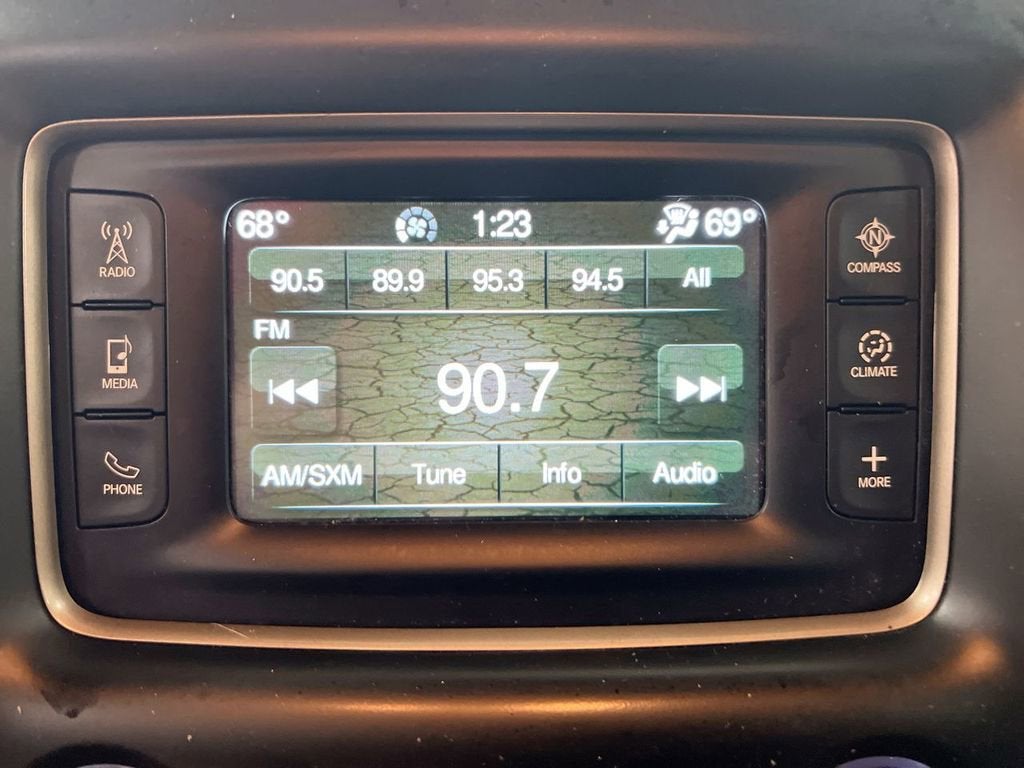 68° 1:23 69°
90.5 89.9 95.3 94.5 All
FM
90.7
AM/SXM Tune Info Audio
RADIO
MEDIA
PHONE
N
COMPASS
CLIMATE
MORE